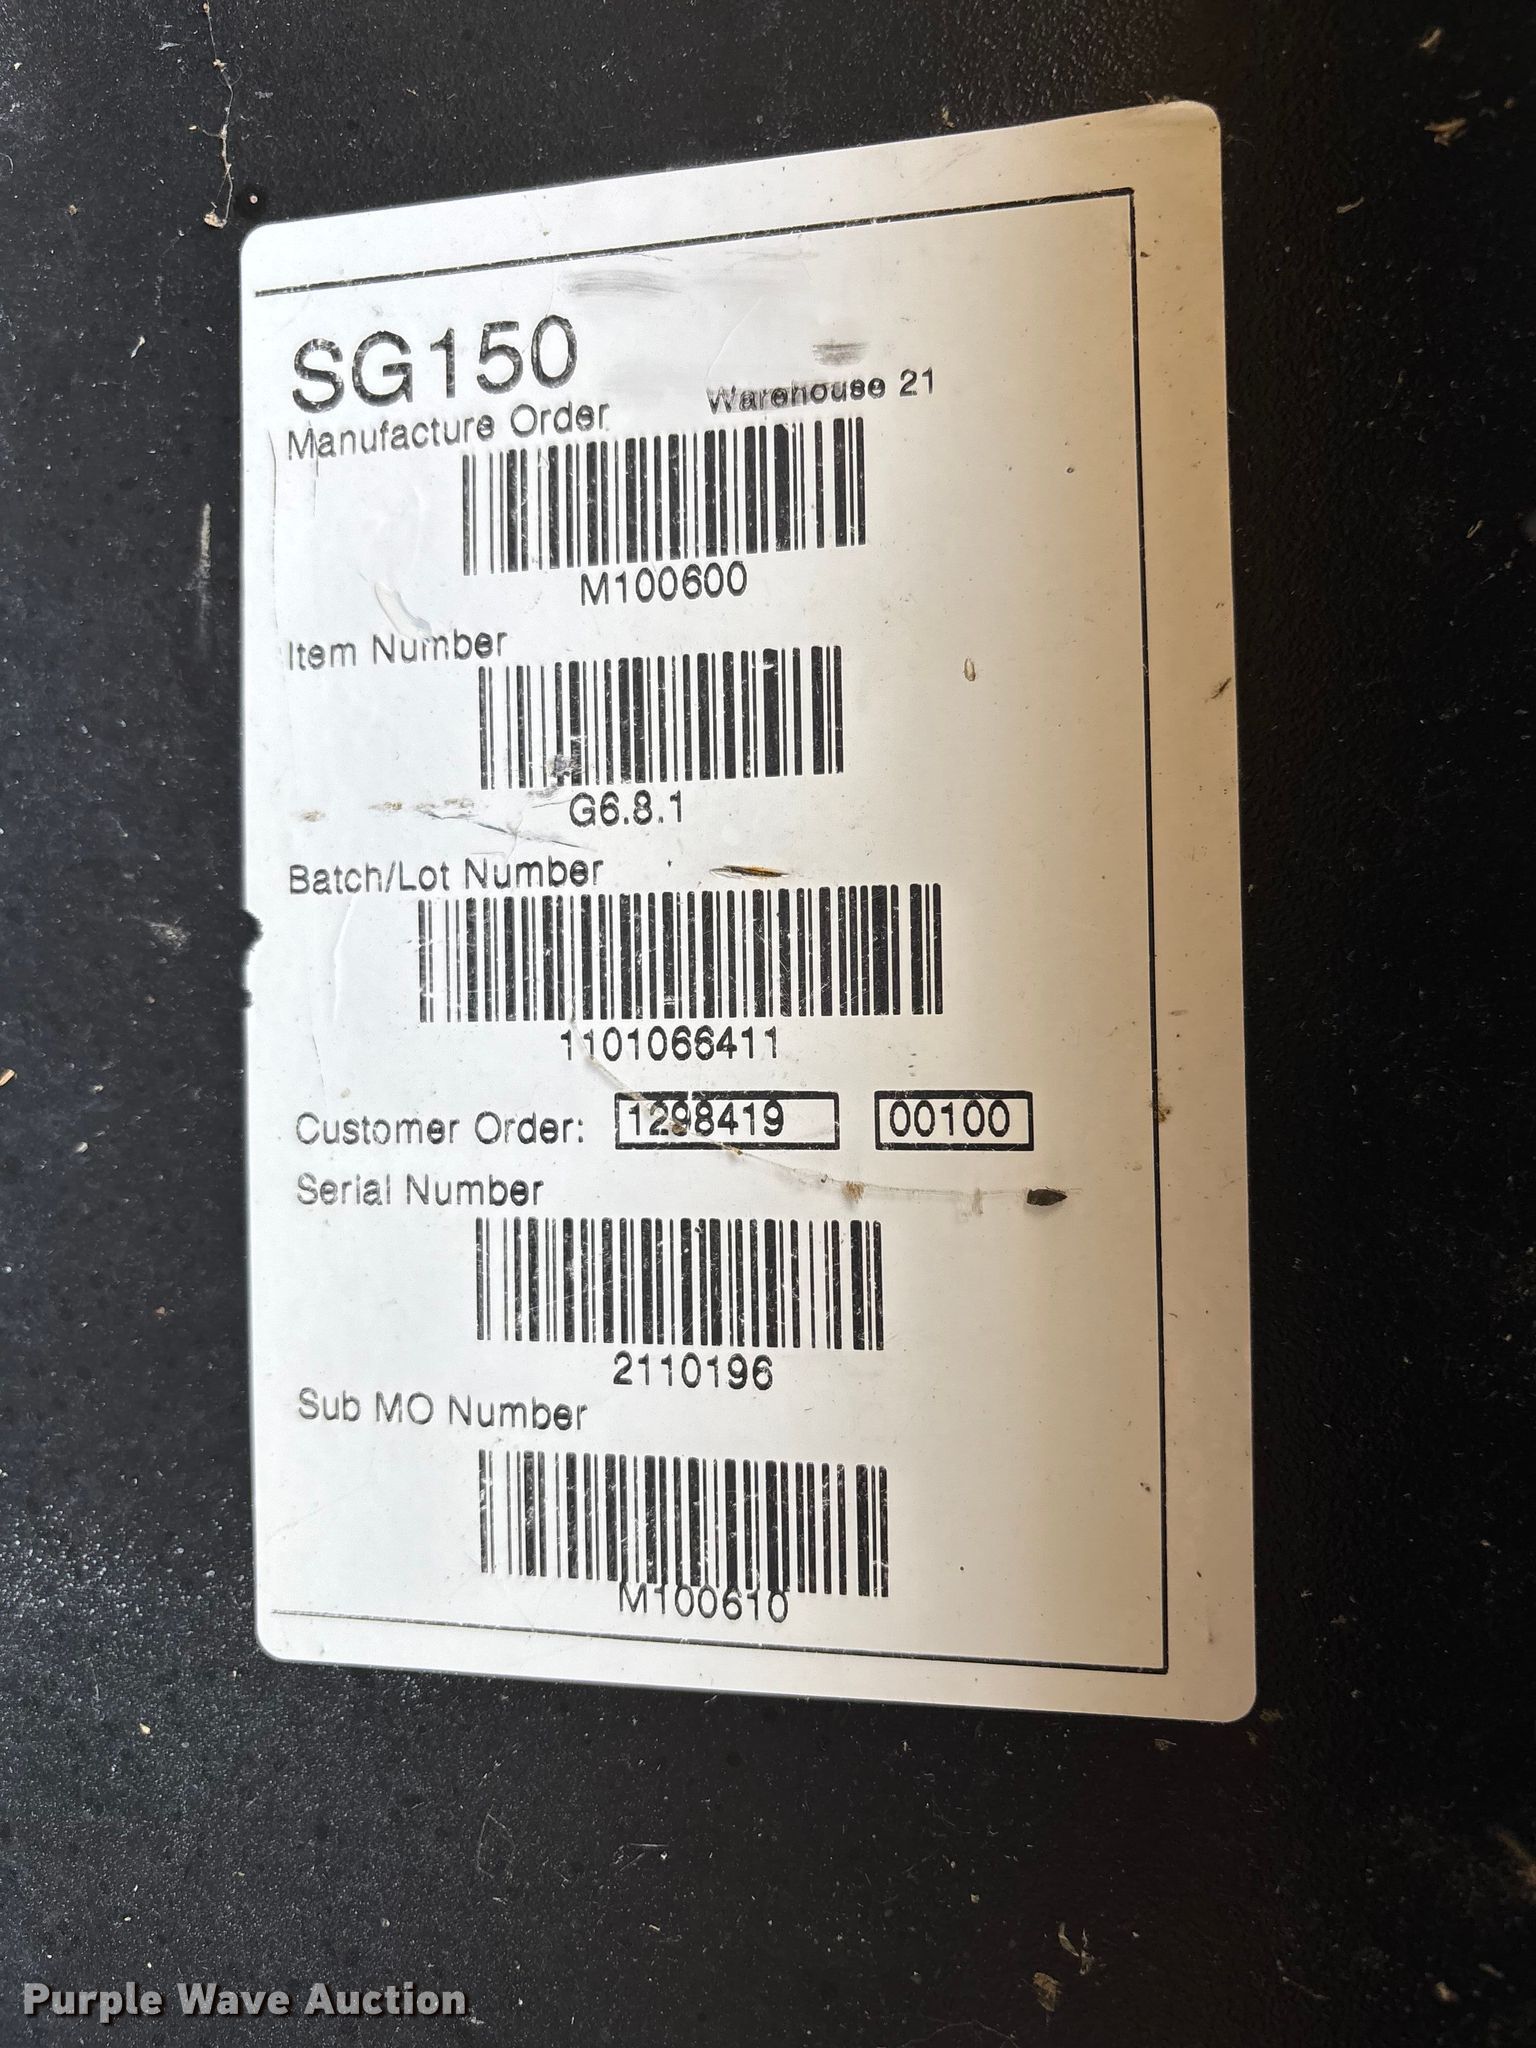 SG150
Manufacture Order
Warehouse 21
M100600
Item Number
G6.8.1
Batch/Lot Number
1101066411
Customer Order: 1298419 00100
Serial Number
2110196
Sub MO Number
M100610
Purple Wave Auction